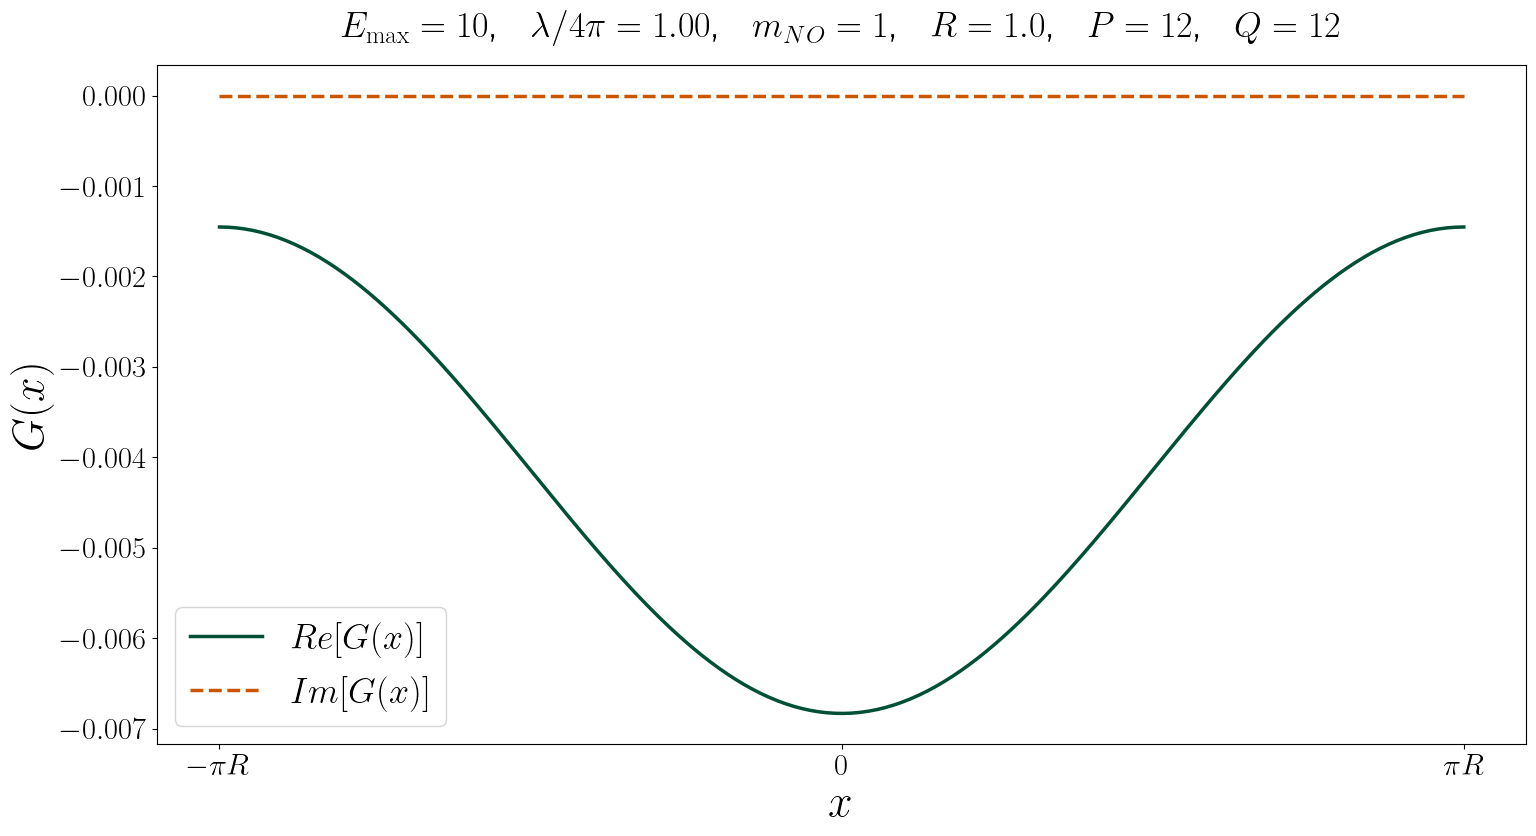 E_max = 10, λ/4π = 1.00, m_NO = 1, R = 1.0, P = 12, Q = 12
0.000
−0.001
−0.002
−0.003
−0.004
−0.005
−0.006
−0.007
G(x)
Re[G(x)]
Im[G(x)]
−πR 0 πR
x